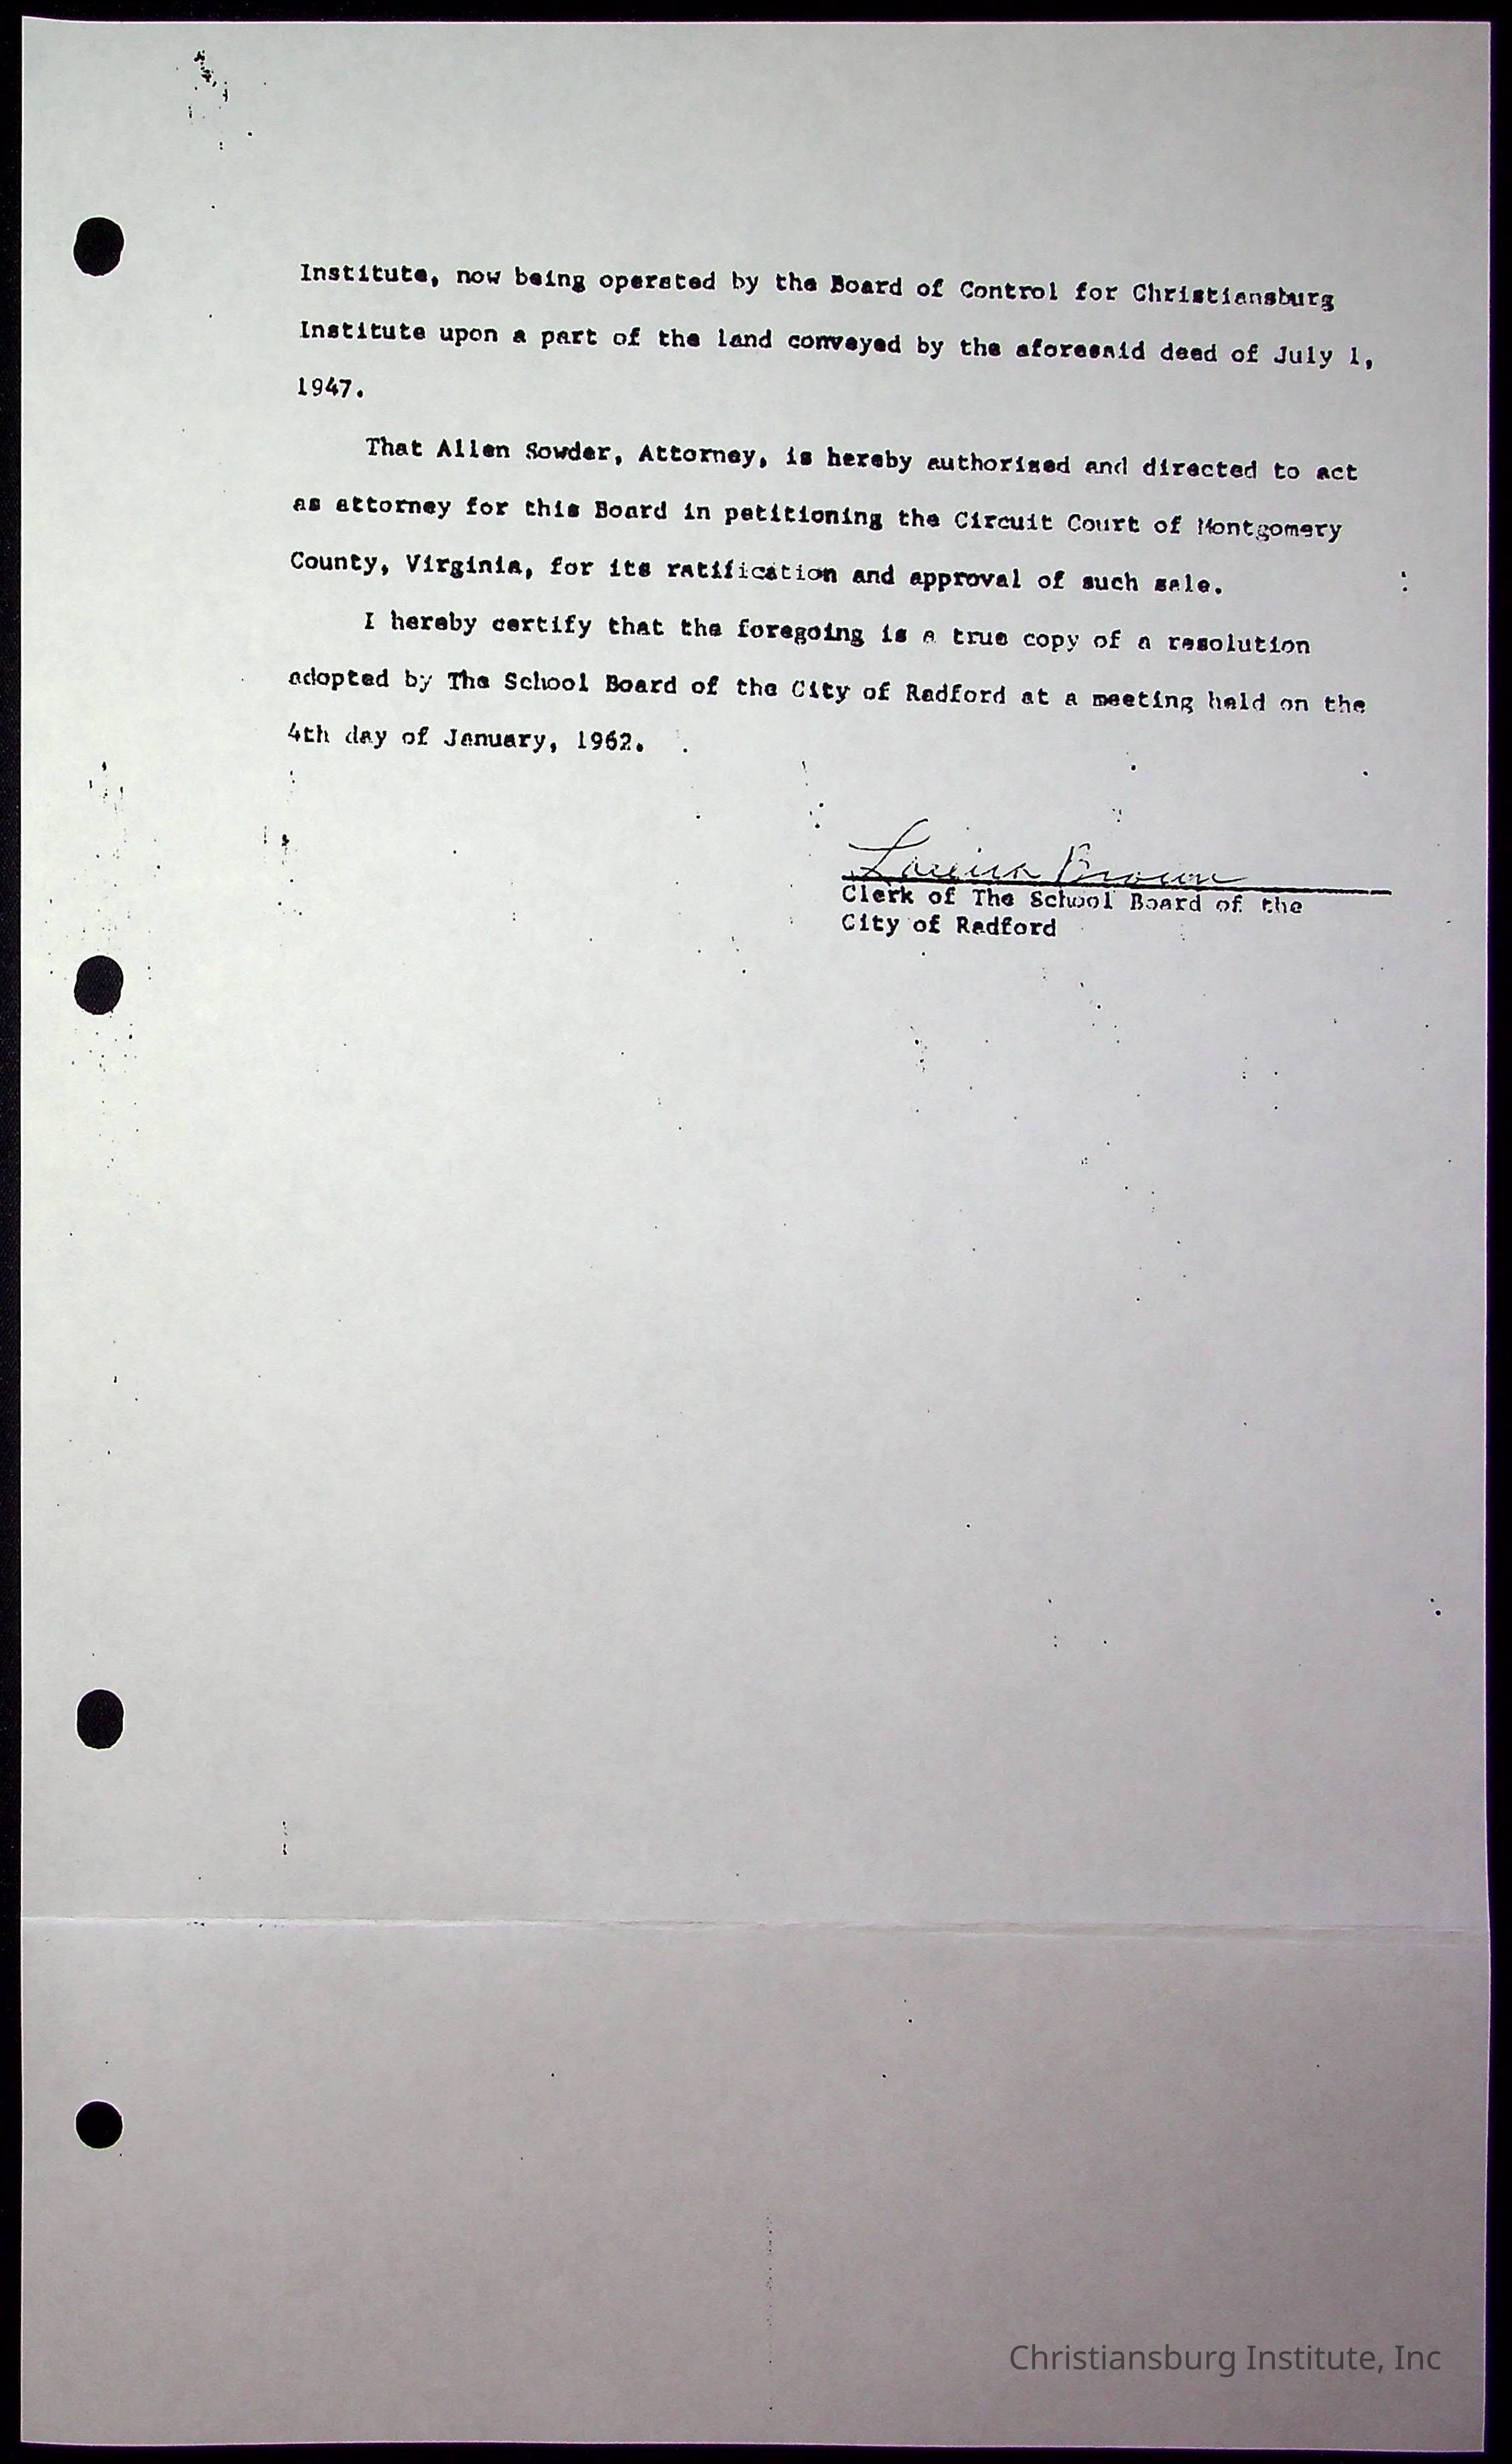 Institute, now being operated by the Board of Control for Christiansburg
Institute upon a part of the land conveyed by the aforesaid deed of July 1,
1947.
That Allen Sowder, Attorney, is hereby authorized and directed to act
as attorney for this Board in petitioning the Circuit Court of Montgomery
County, Virginia, for its ratification and approval of such sale.
I hereby certify that the foregoing is a true copy of a resolution
adopted by The School Board of the City of Radford at a meeting held on the
4th day of January, 1962.
Louisa Brown
Clerk of The School Board of the
City of Radford
Christiansburg Institute, Inc